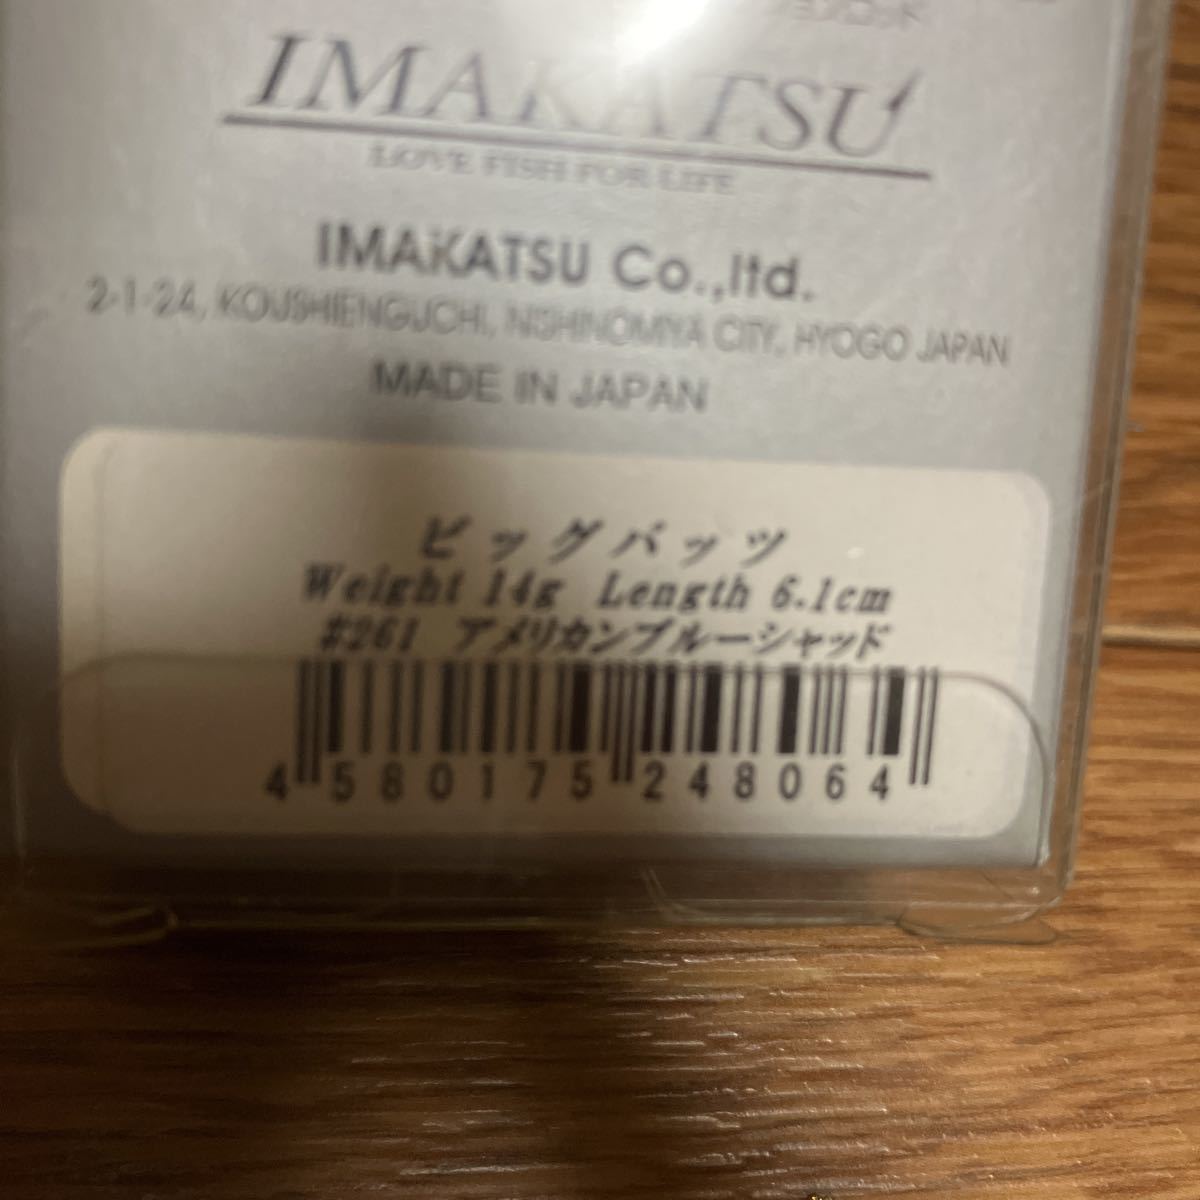 IMAKATSU
LOVE FISH FOR LIFE
IMAKATSU Co.,ltd.
2-1-24, KOUSHIENGUCHI, NISHINOMIYA CITY, HYOGO JAPAN
MADE IN JAPAN
ビッグバッツ
Weight 14g Length 6.1cm
#261 アメリカンブルーシャッド
4 580175 248064